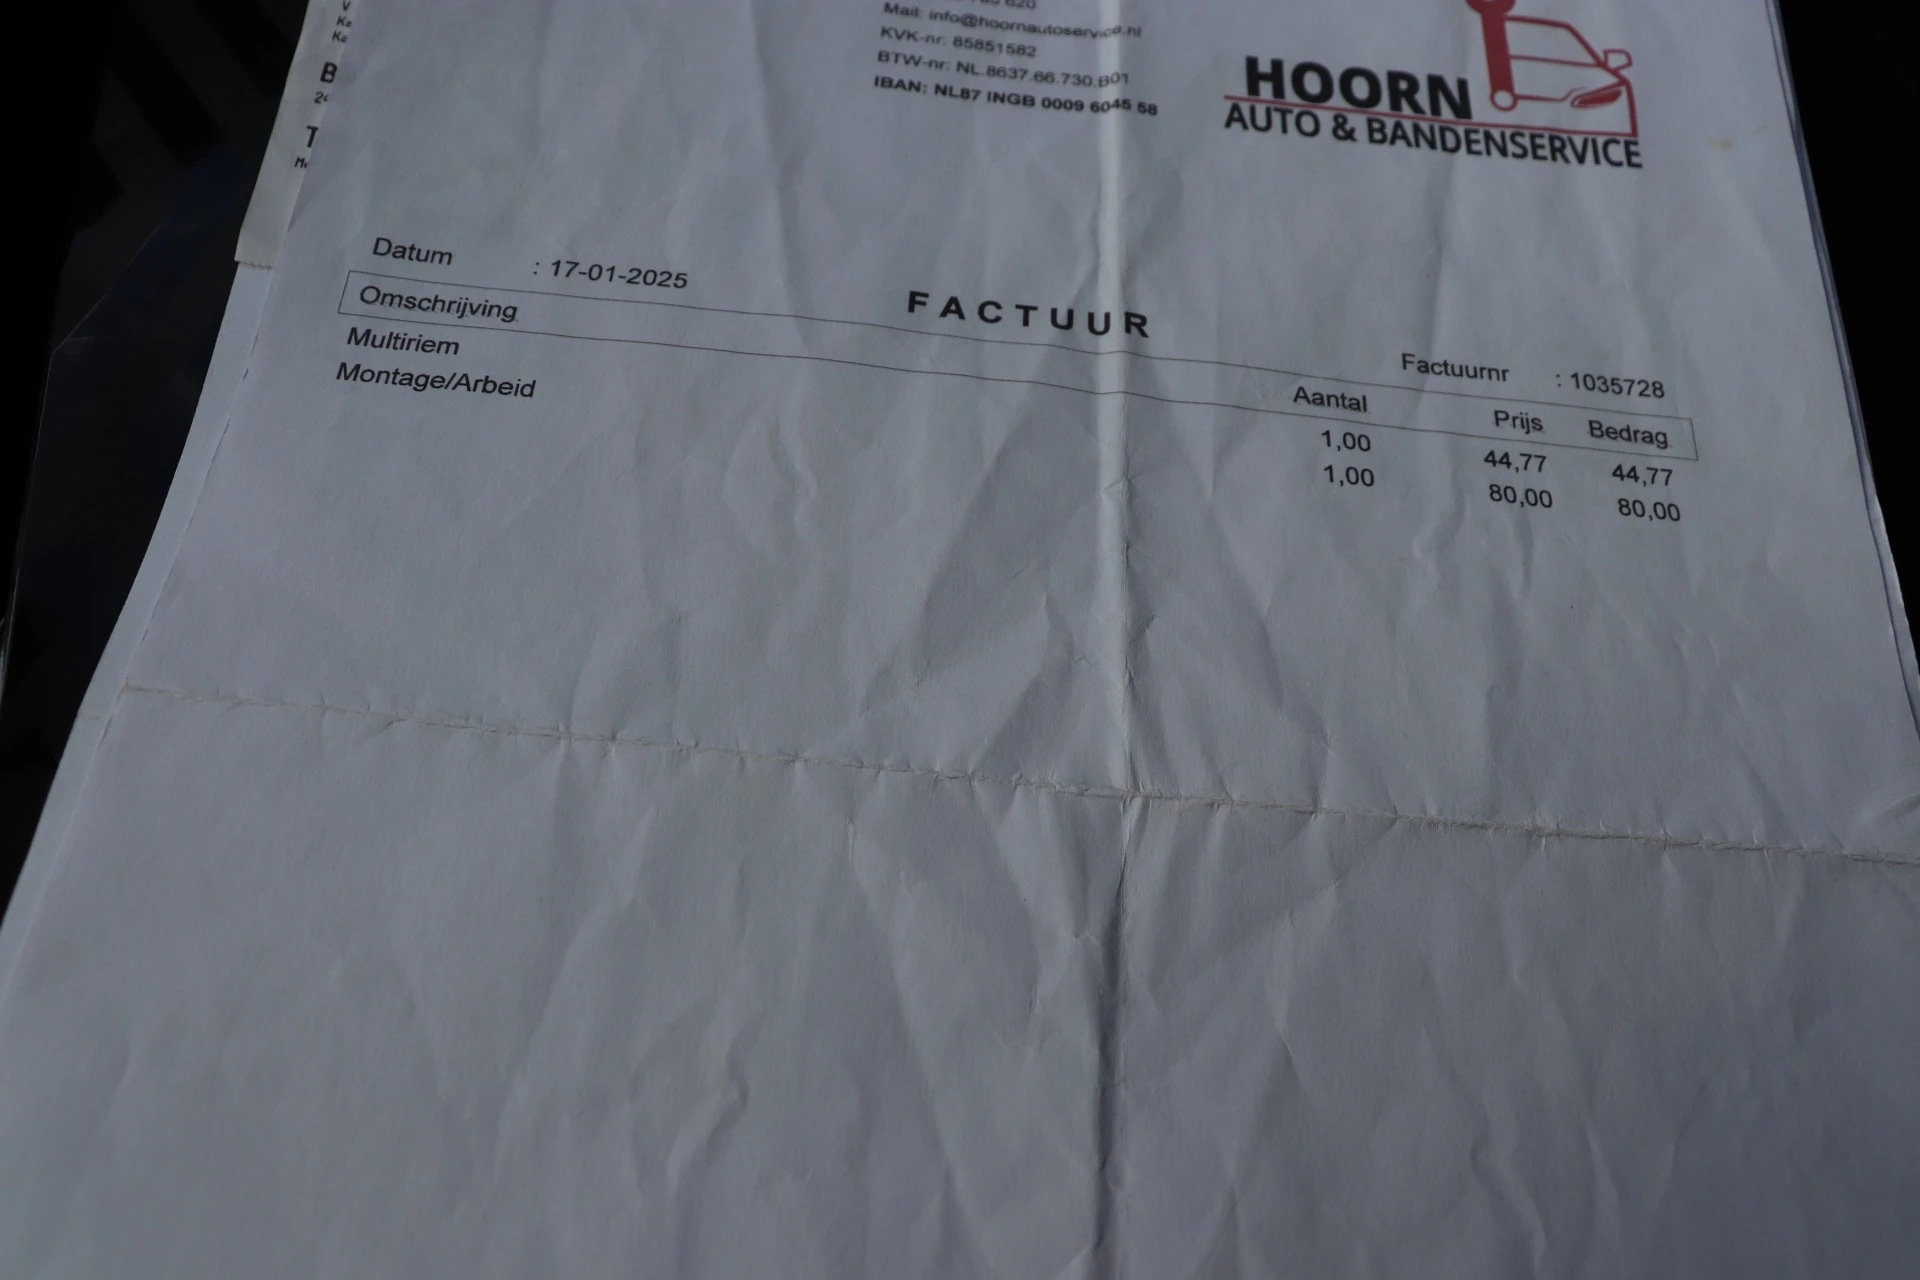 Mail: info@hoornautoservice.nl
KVK-nr: 85851582
BTW-nr: NL.8637.66.730.B01
IBAN: NL87 INGB 0009 6045 58
HOORN
AUTO & BANDENSERVICE
Datum : 17-01-2025
FACTUUR
Factuurnr : 1035728
Omschrijving Aantal Prijs Bedrag
Multiriem 1,00 44,77 44,77
Montage/Arbeid 1,00 80,00 80,00